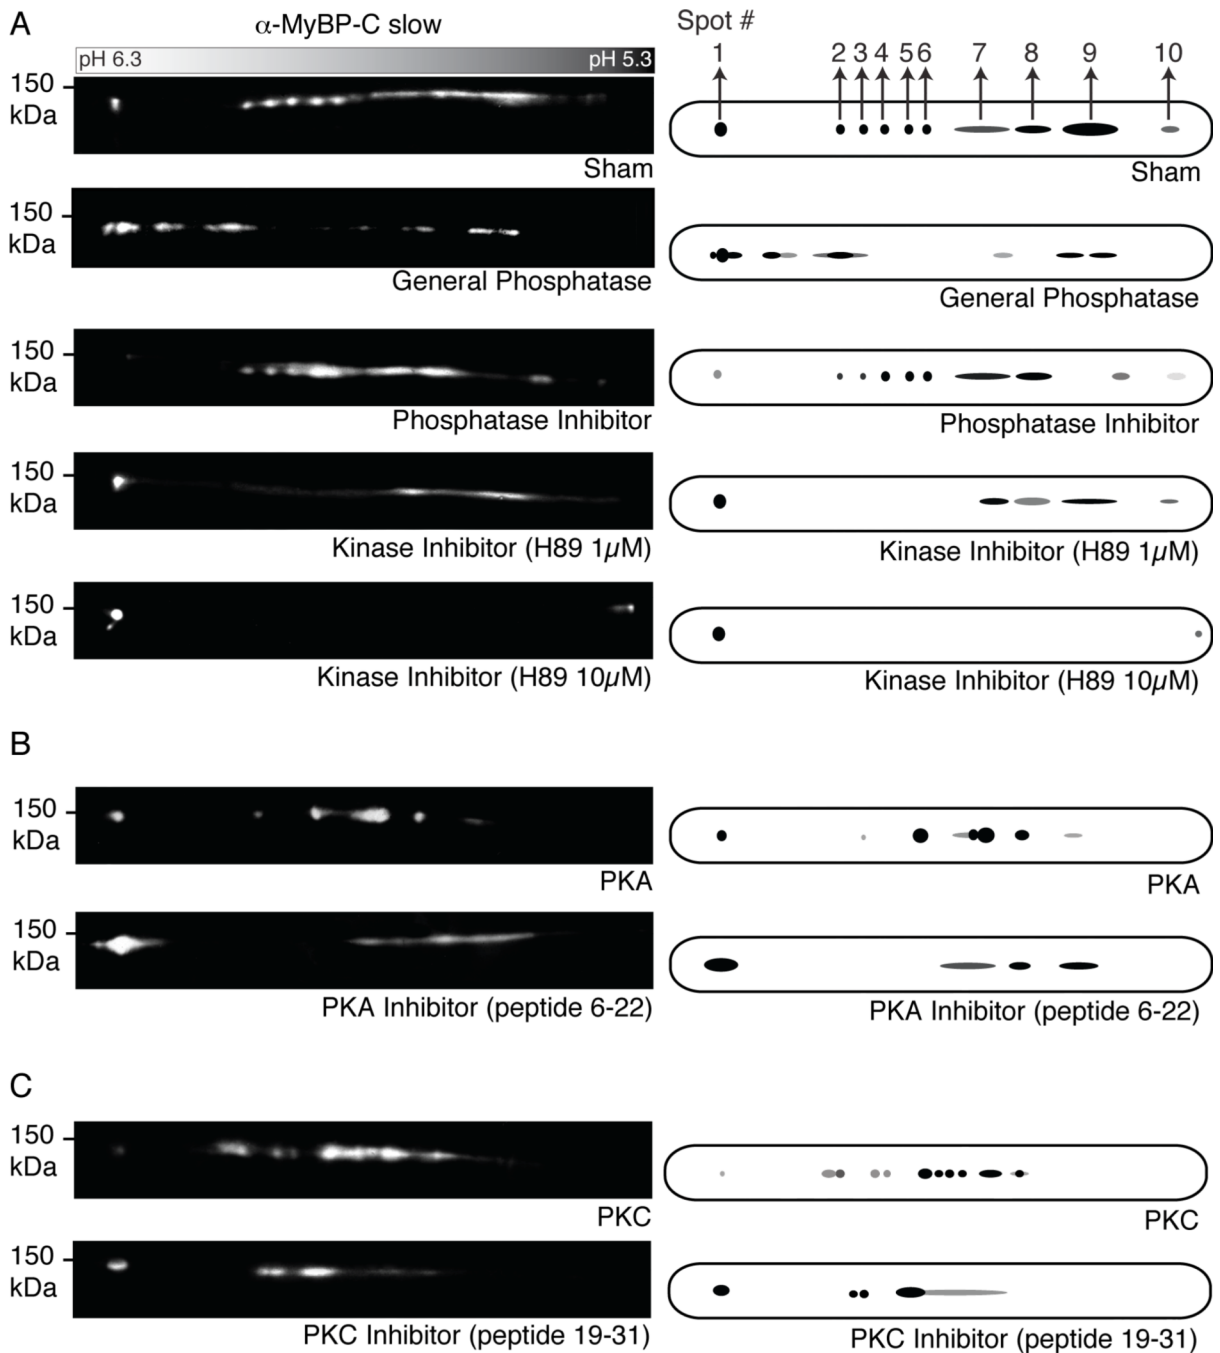 A
α-MyBP-C slow
Spot #
pH 6.3 pH 5.3
1 2 3 4 5 6 7 8 9 10
150
kDa
Sham
Sham
150
kDa
General Phosphatase
General Phosphatase
150
kDa
Phosphatase Inhibitor
Phosphatase Inhibitor
150
kDa
Kinase Inhibitor (H89 1µM)
Kinase Inhibitor (H89 1µM)
150
kDa
Kinase Inhibitor (H89 10µM)
Kinase Inhibitor (H89 10µM)
B
150
kDa
PKA
PKA
150
kDa
PKA Inhibitor (peptide 6-22)
PKA Inhibitor (peptide 6-22)
C
150
kDa
PKC
PKC
150
kDa
PKC Inhibitor (peptide 19-31)
PKC Inhibitor (peptide 19-31)